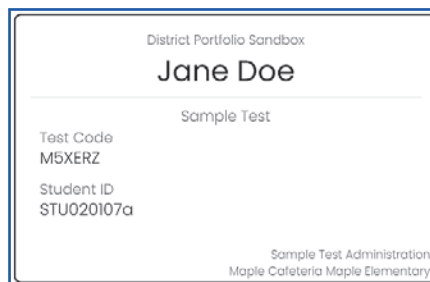 District Portfolio Sandbox
Jane Doe
Sample Test
Test Code
M5XERZ
Student ID
STU020107a
Sample Test Administration
Maple Cafeteria Maple Elementary